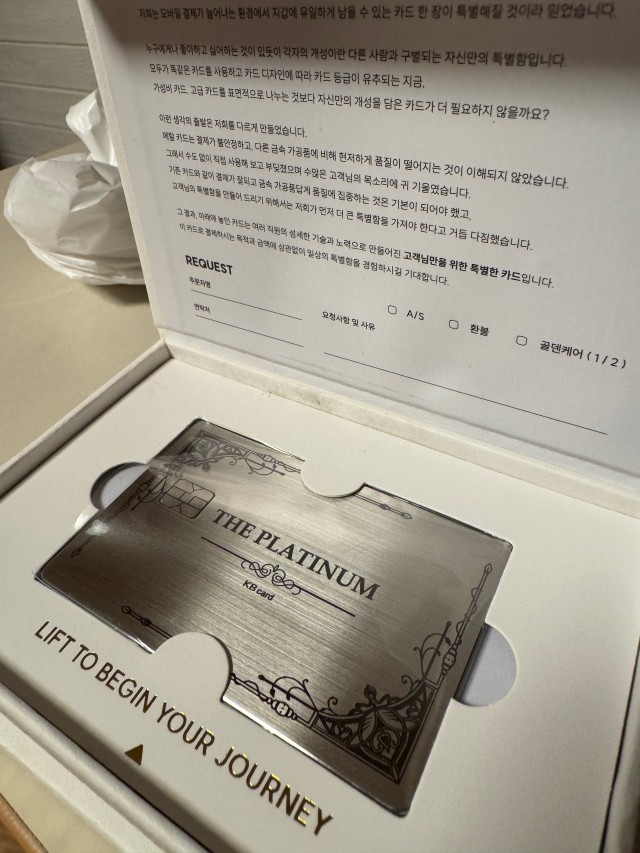 저희는 모바일 결제가 늘어나는 환경에서 지갑에 유일하게 남을 수 있는 카드 한 장이 특별해질 것이라 믿었습니다.
누구에게나 좋아하고 싫어하는 것이 있듯이 각자의 개성이란 다른 사람과 구별되는 자신만의 특별함입니다.
모두가 똑같은 카드를 사용하고 카드 디자인에 따라 카드 등급이 유추되는 지금,
가성비 카드, 고급 카드를 표면적으로 나누는 것보다 자신만의 개성을 담은 카드가 더 필요하지 않을까요?
이런 생각의 출발은 저희를 다르게 만들었습니다.
메탈 카드는 결제가 불안정하고, 다른 금속 가공품에 비해 현저하게 품질이 떨어지는 것이 이해되지 않았습니다.
그래서 수도 없이 직접 사용해 보고 부딪혔으며 수많은 고객님의 목소리에 귀 기울였습니다.
기존 카드와 같이 결제가 잘되고 금속 가공품답게 품질에 집중하는 것은 기본이 되어야 했고,
고객님의 특별함을 만들어 드리기 위해서는 저희가 먼저 더 큰 특별함을 가져야 한다고 거듭 다짐했습니다.
그 결과, 아래에 놓인 카드는 여러 직원의 섬세한 기술과 노력으로 만들어진 고객님만을 위한 특별한 카드입니다.
이 카드로 결제하시는 목적과 금액에 상관없이 일상의 특별함을 경험하시길 기대합니다.
REQUEST
주문자명
연락처
요청사항 및 사유
A/S
환불
골덴케어 (1/2)
THE PLATINUM
KB card
LIFT TO BEGIN YOUR JOURNEY